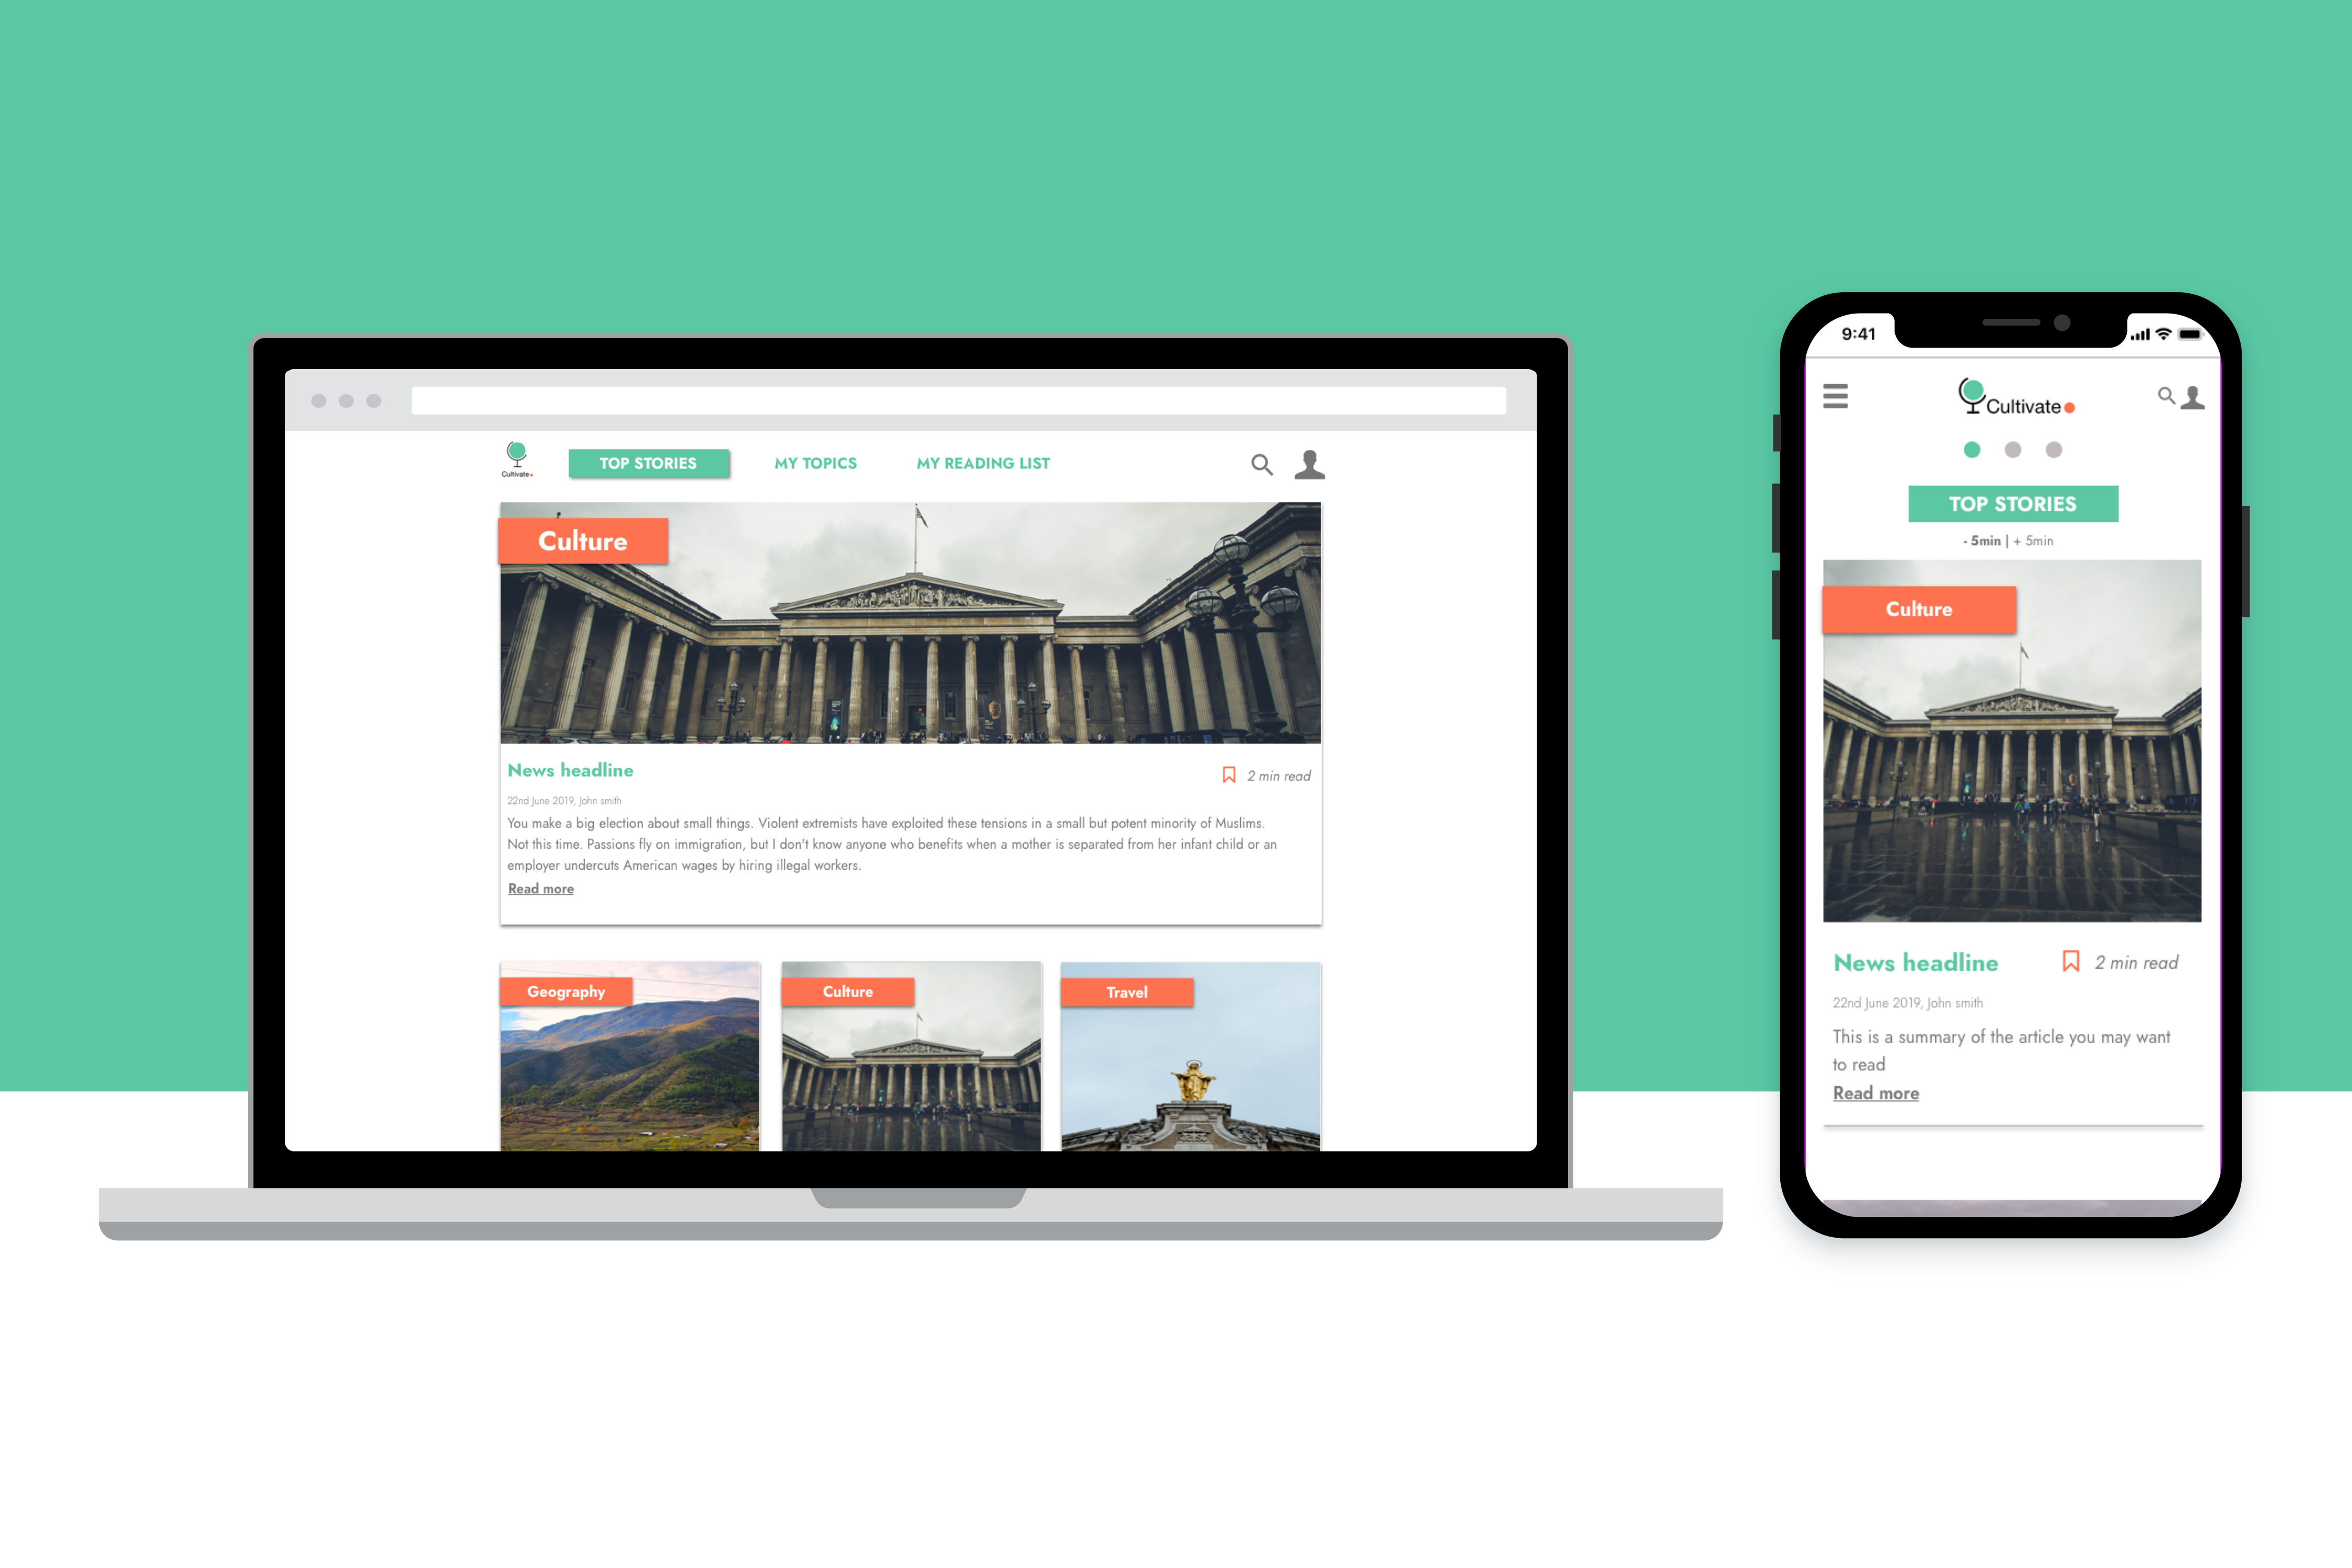 Cultivate
TOP STORIES
MY TOPICS
MY READING LIST
Culture
News headline
2 min read
22nd June 2019, John smith
You make a big election about small things. Violent extremists have exploited these tensions in a small but potent minority of Muslims.
Not this time. Passions fly on immigration, but I don't know anyone who benefits when a mother is separated from her infant child or an
employer undercuts American wages by hiring illegal workers.
Read more
Geography
Culture
Travel
9:41
Cultivate
TOP STORIES
- 5min | + 5min
Culture
News headline
2 min read
22nd June 2019, John smith
This is a summary of the article you may want
to read
Read more